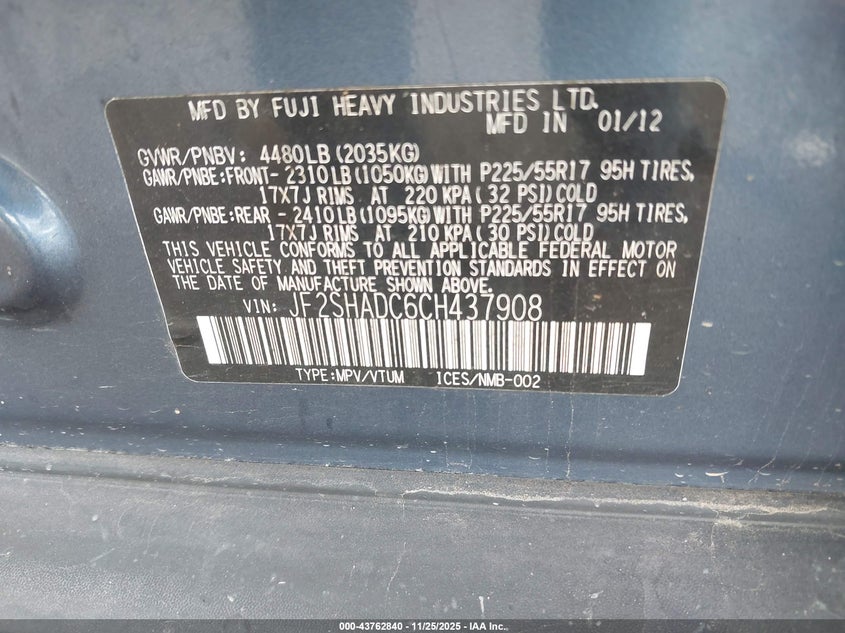 MFD BY FUJI HEAVY INDUSTRIES LTD.
MFD IN 01/12
GVWR/PNBV: 4480LB (2035KG)
GAWR/PNBE:FRONT- 2310 LB (1050KG) WITH P225/55R17 95H TIRES,
17X7J RIMS AT 220 KPA ( 32 PSI) COLD
GAWR/PNBE:REAR - 2410 LB (1095KG) WITH P225/55R17 95H TIRES,
17X7J RIMS AT 210 KPA ( 30 PSI) COLD
THIS VEHICLE CONFORMS TO ALL APPLICABLE FEDERAL MOTOR
VEHICLE SAFETY AND THEFT PREVENTION STANDARDS IN EFFECT ON
THE DATE OF MANUFACTURE SHOWN ABOVE.
VIN: JF2SHADC6CH437908
TYPE:MPV/VTUM ICES/NMB-002
000-43762840 - 11/25/2025 - IAA Inc.